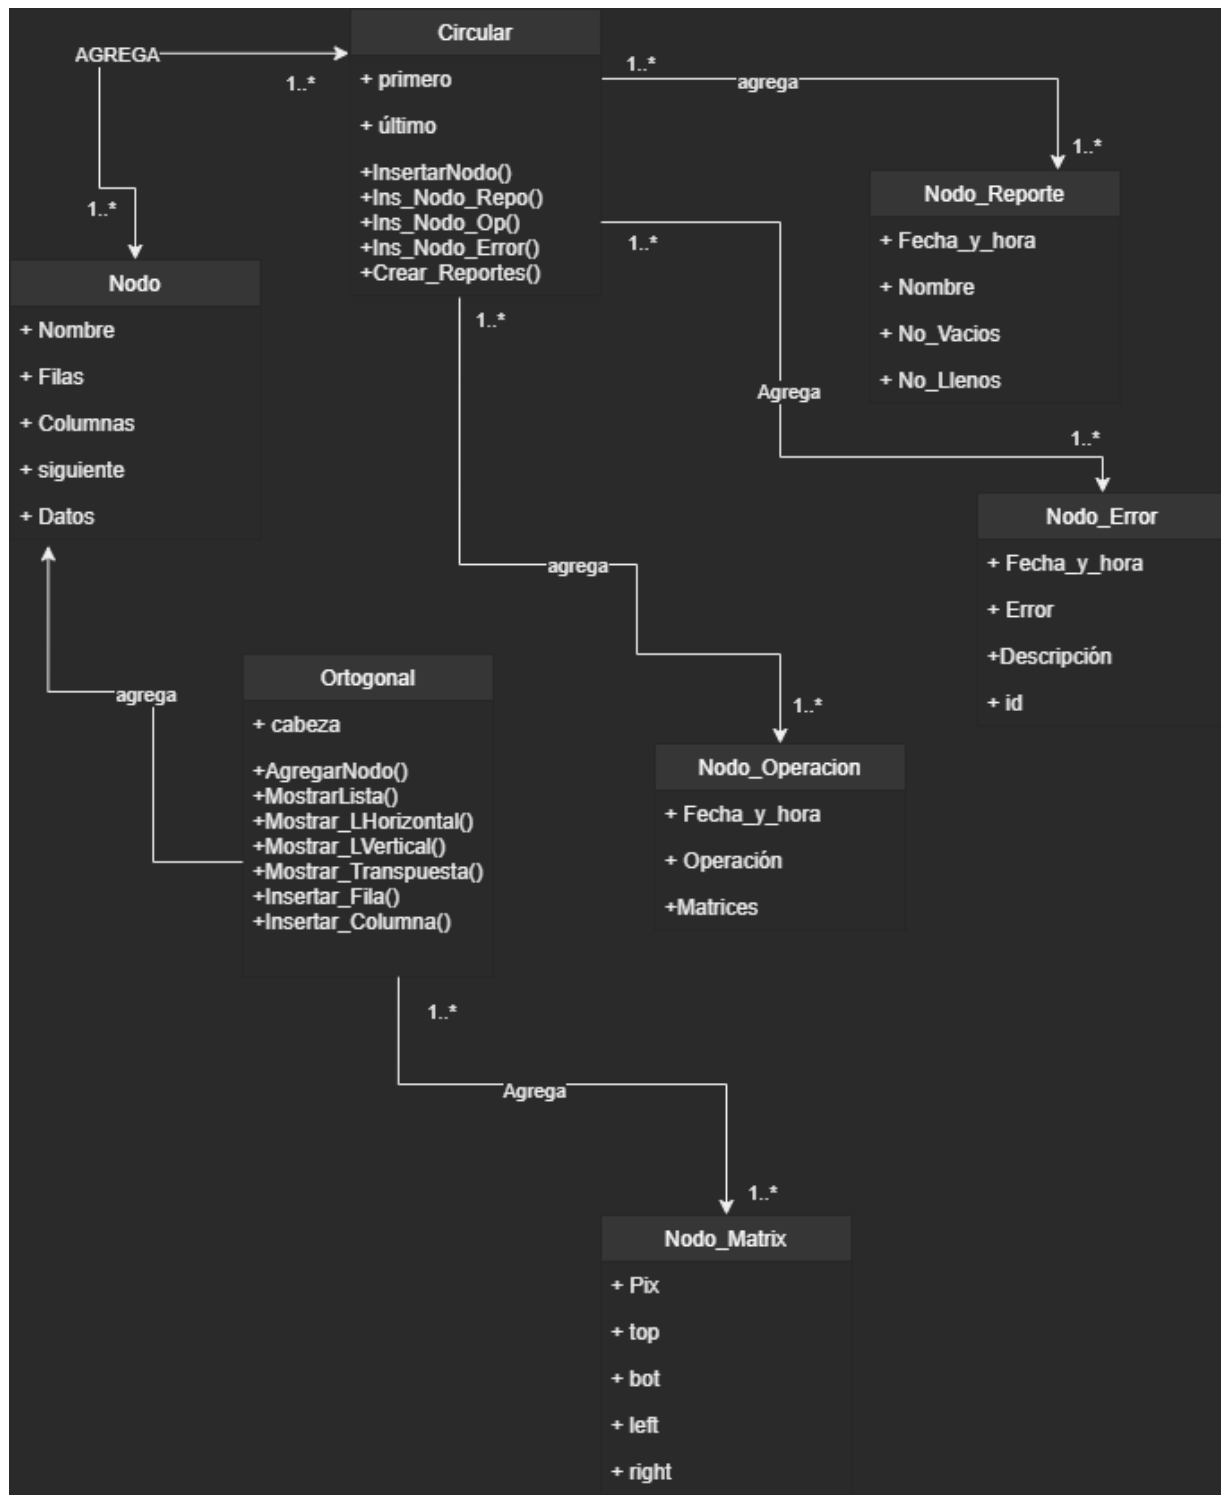 Circular
+ primero
+ último
+InsertarNodo()
+Ins_Nodo_Repo()
+Ins_Nodo_Op()
+Ins_Nodo_Error()
+Crear_Reportes()
AGREGA
1..*
1..*
1..*
agrega
1..*
Nodo_Reporte
+ Fecha_y_hora
+ Nombre
+ No_Vacios
+ No_Llenos
1..*
Agrega
1..*
Nodo
+ Nombre
+ Filas
+ Columnas
+ siguiente
+ Datos
1..*
agrega
1..*
Nodo_Error
+ Fecha_y_hora
+ Error
+Descripción
+ id
agrega
Ortogonal
+ cabeza
+AgregarNodo()
+MostrarLista()
+Mostrar_LHorizontal()
+Mostrar_LVertical()
+Mostrar_Transpuesta()
+Insertar_Fila()
+Insertar_Columna()
Nodo_Operacion
+ Fecha_y_hora
+ Operación
+Matrices
1..*
Agrega
1..*
Nodo_Matrix
+ Pix
+ top
+ bot
+ left
+ right